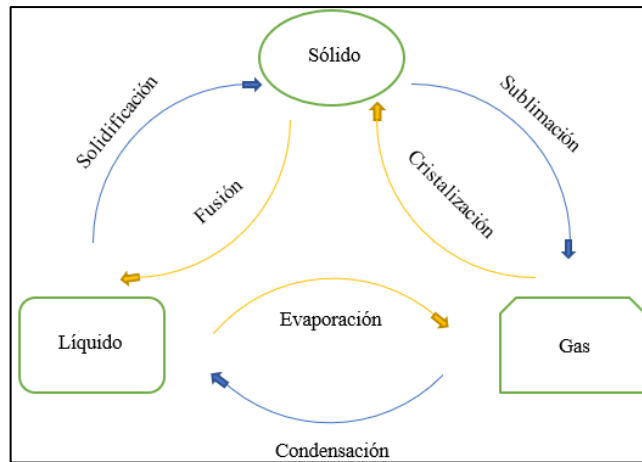 Sólido
Solidificación
Sublimación
Fusión
Cristalización
Evaporación
Líquido
Gas
Condensación